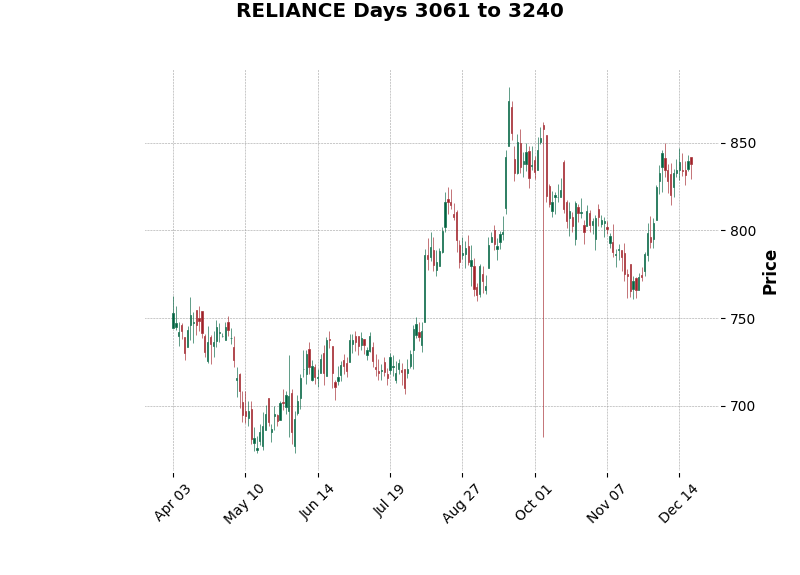 RELIANCE Days 3061 to 3240
850
800
750
700
Price
Apr 03
May 10
Jun 14
Jul 19
Aug 27
Oct 01
Nov 07
Dec 14